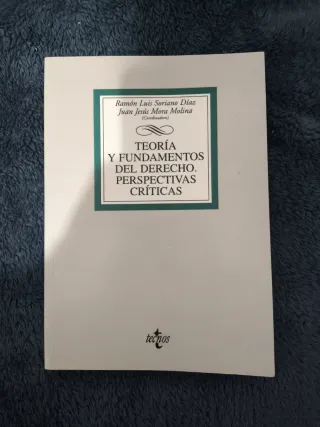 Ramón Luis Soriano Díaz
Juan Jesús Mora Molina
(Coordinadores)
TEORÍA
Y FUNDAMENTOS
DEL DERECHO.
PERSPECTIVAS
CRÍTICAS
tecnos